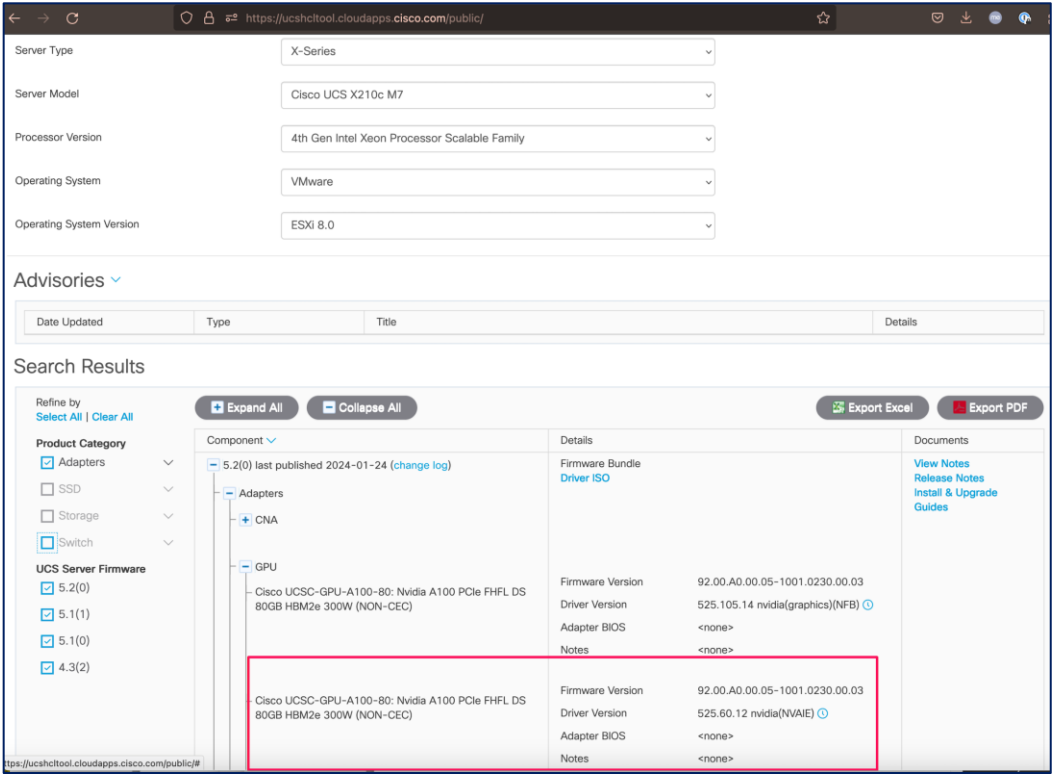 https://ucshcltool.cloudapps.cisco.com/public/
Server Type
X-Series
Server Model
Cisco UCS X210c M7
Processor Version
4th Gen Intel Xeon Processor Scalable Family
Operating System
VMware
Operating System Version
ESXi 8.0
Advisories
Date Updated Type Title Details
Search Results
Refine by
Select All | Clear All
Product Category
Adapters
SSD
Storage
Switch
UCS Server Firmware
5.2(0)
5.1(1)
5.1(0)
4.3(2)
Expand All Collapse All Export Excel Export PDF
Component Details Documents
5.2(0) last published 2024-01-24 (change log)
Firmware Bundle
Driver ISO
View Notes
Release Notes
Install & Upgrade
Guides
Adapters
CNA
GPU
Cisco UCSC-GPU-A100-80: Nvidia A100 PCIe FHFL DS
80GB HBM2e 300W (NON-CEC)
Firmware Version 92.00.A0.00.05-1001.0230.00.03
Driver Version 525.105.14 nvidia(graphics)(NFB)
Adapter BIOS <none>
Notes <none>
Cisco UCSC-GPU-A100-80: Nvidia A100 PCIe FHFL DS
80GB HBM2e 300W (NON-CEC)
Firmware Version 92.00.A0.00.05-1001.0230.00.03
Driver Version 525.60.12 nvidia(NVAIE)
Adapter BIOS <none>
Notes <none>
ttps://ucshcltool.cloudapps.cisco.com/public/#